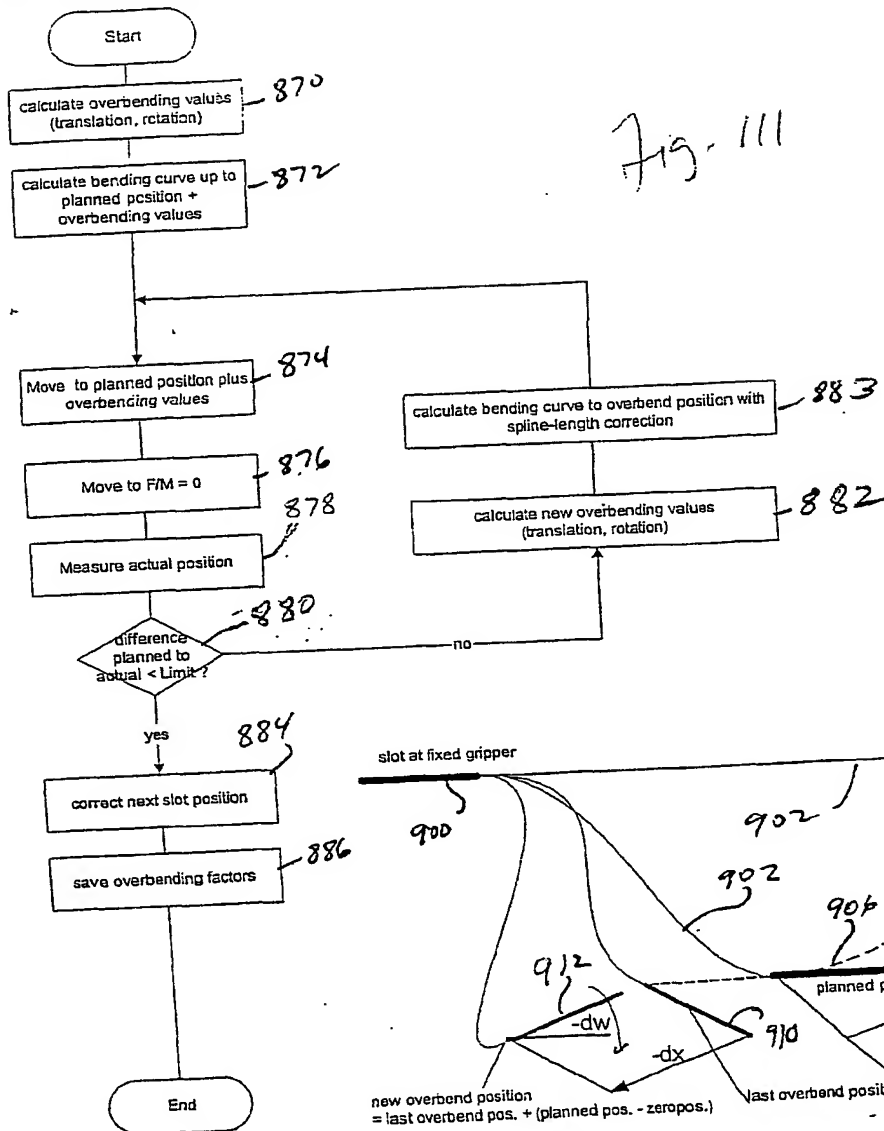 Start
calculate overbending values
(translation, rotation)
870
Fig. 111
calculate bending curve up to
planned position +
overbending values
872
Move to planned position plus
overbending values
874
calculate bending curve to overbend position with
spline-length correction
883
Move to F/M = 0
876
calculate new overbending values
(translation, rotation)
882
878
Measure actual position
880
difference
planned to
actual < Limit ?
no
yes
884
correct next slot position
886
save overbending factors
End
slot at fixed gripper
900
902
902
906
planned p
912
-dw
-dx
910
new overbend position
= last overbend pos. + (planned pos. - zeropos.)
last overbend posit